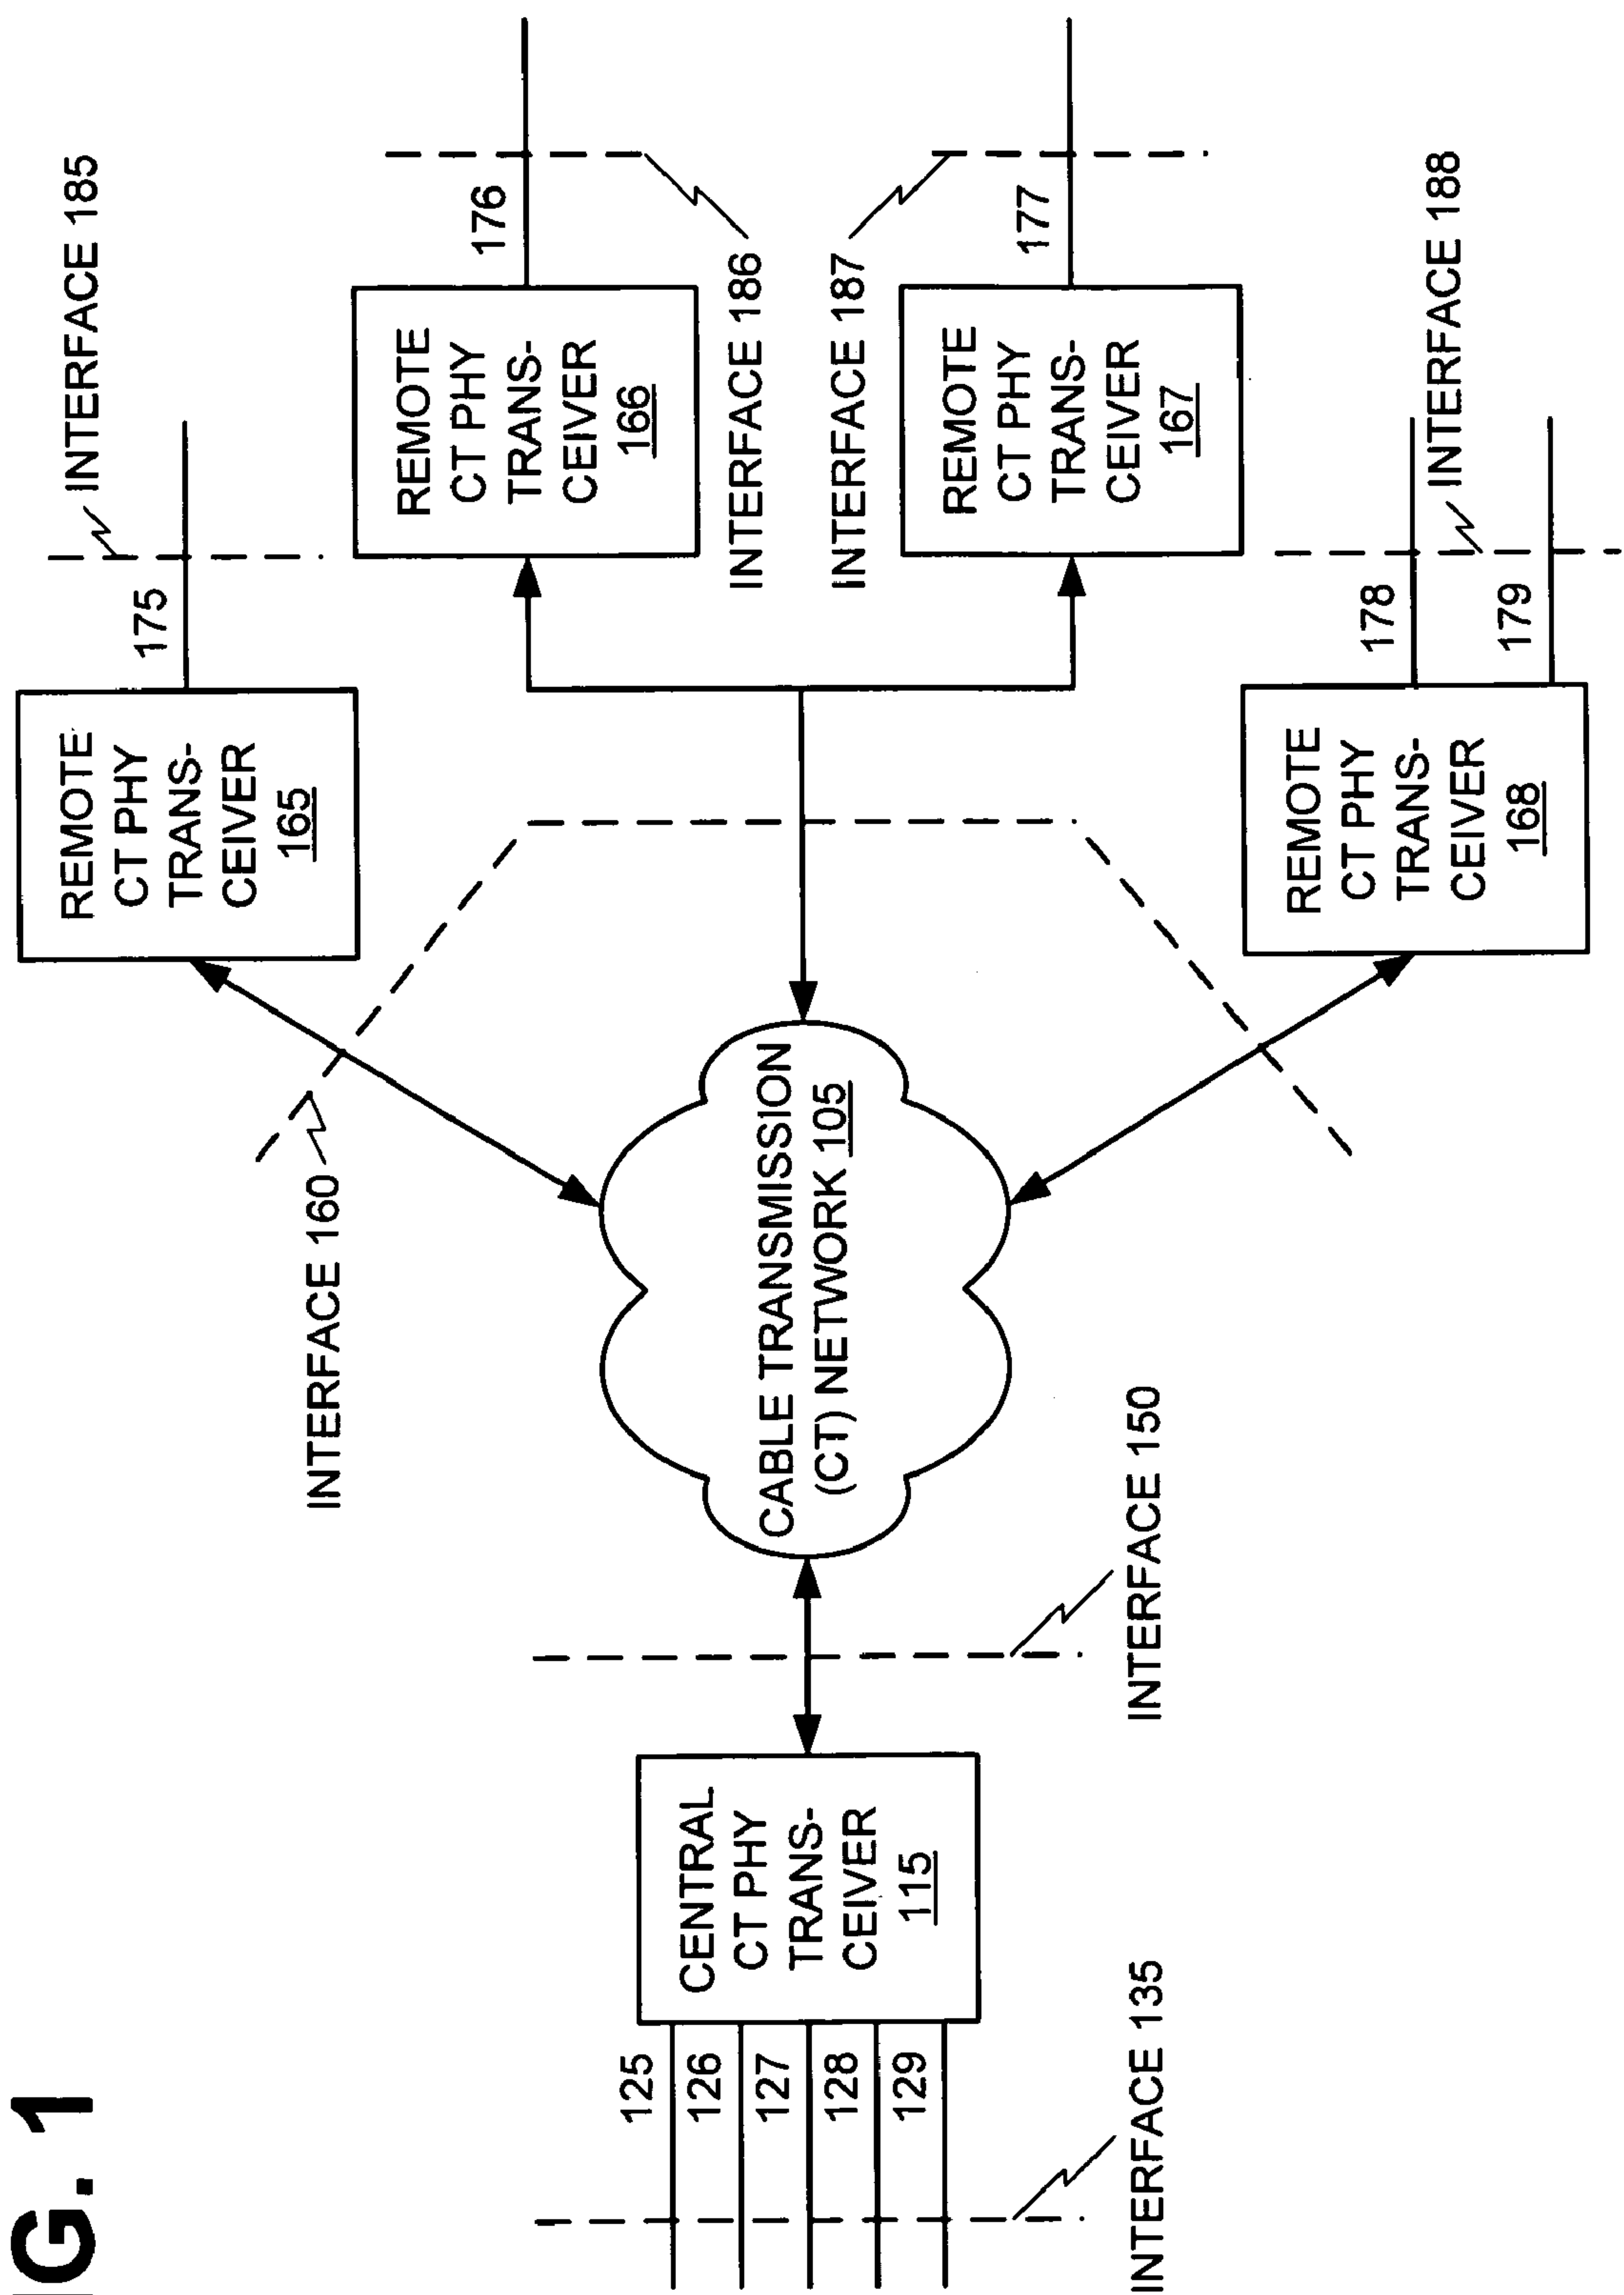 G. 1
INTERFACE 135
125
126
127
128
129
CENTRAL
CT PHY
TRANS-
CEIVER
115
INTERFACE 150
CABLE TRANSMISSION
(CT) NETWORK 105
INTERFACE 160
REMOTE
CT PHY
TRANS-
CEIVER
165
175
INTERFACE 185
REMOTE
CT PHY
TRANS-
CEIVER
166
176
INTERFACE 186
INTERFACE 187
REMOTE
CT PHY
TRANS-
CEIVER
167
177
REMOTE
CT PHY
TRANS-
CEIVER
168
178
179
INTERFACE 188